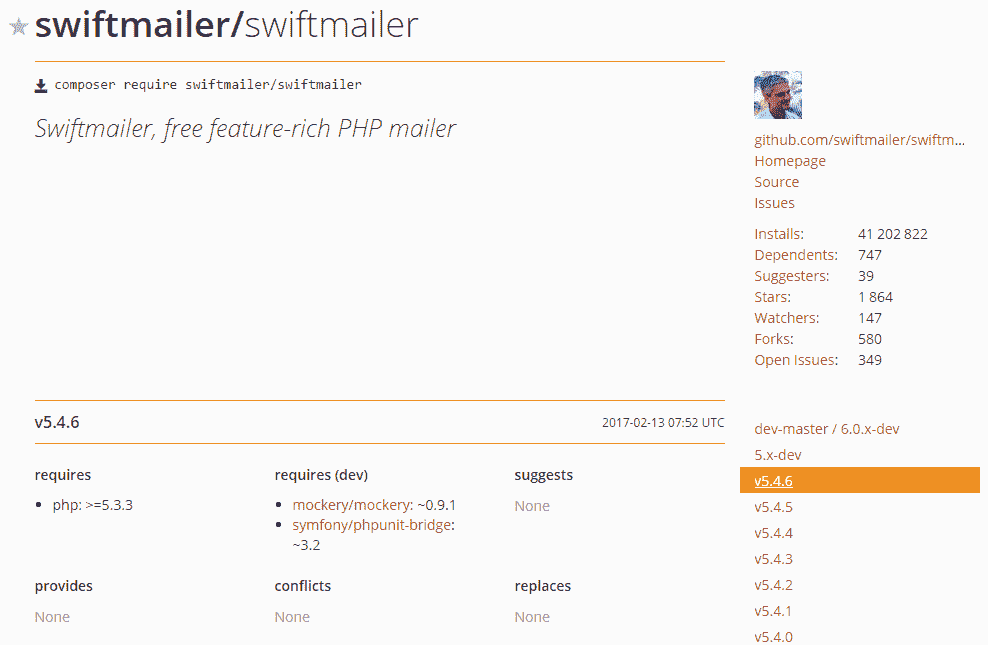 swiftmailer/swiftmailer
composer require swiftmailer/swiftmailer
Swiftmailer, free feature-rich PHP mailer
github.com/swiftmailer/swiftm...
Homepage
Source
Issues
Installs: 41 202 822
Dependents: 747
Suggesters: 39
Stars: 1 864
Watchers: 147
Forks: 580
Open Issues: 349
v5.4.6 2017-02-13 07:52 UTC
requires
php: >=5.3.3
requires (dev)
mockery/mockery: ~0.9.1
symfony/phpunit-bridge:
~3.2
suggests
None
provides
None
conflicts
None
replaces
None
dev-master / 6.0.x-dev
5.x-dev
v5.4.6
v5.4.5
v5.4.4
v5.4.3
v5.4.2
v5.4.1
v5.4.0